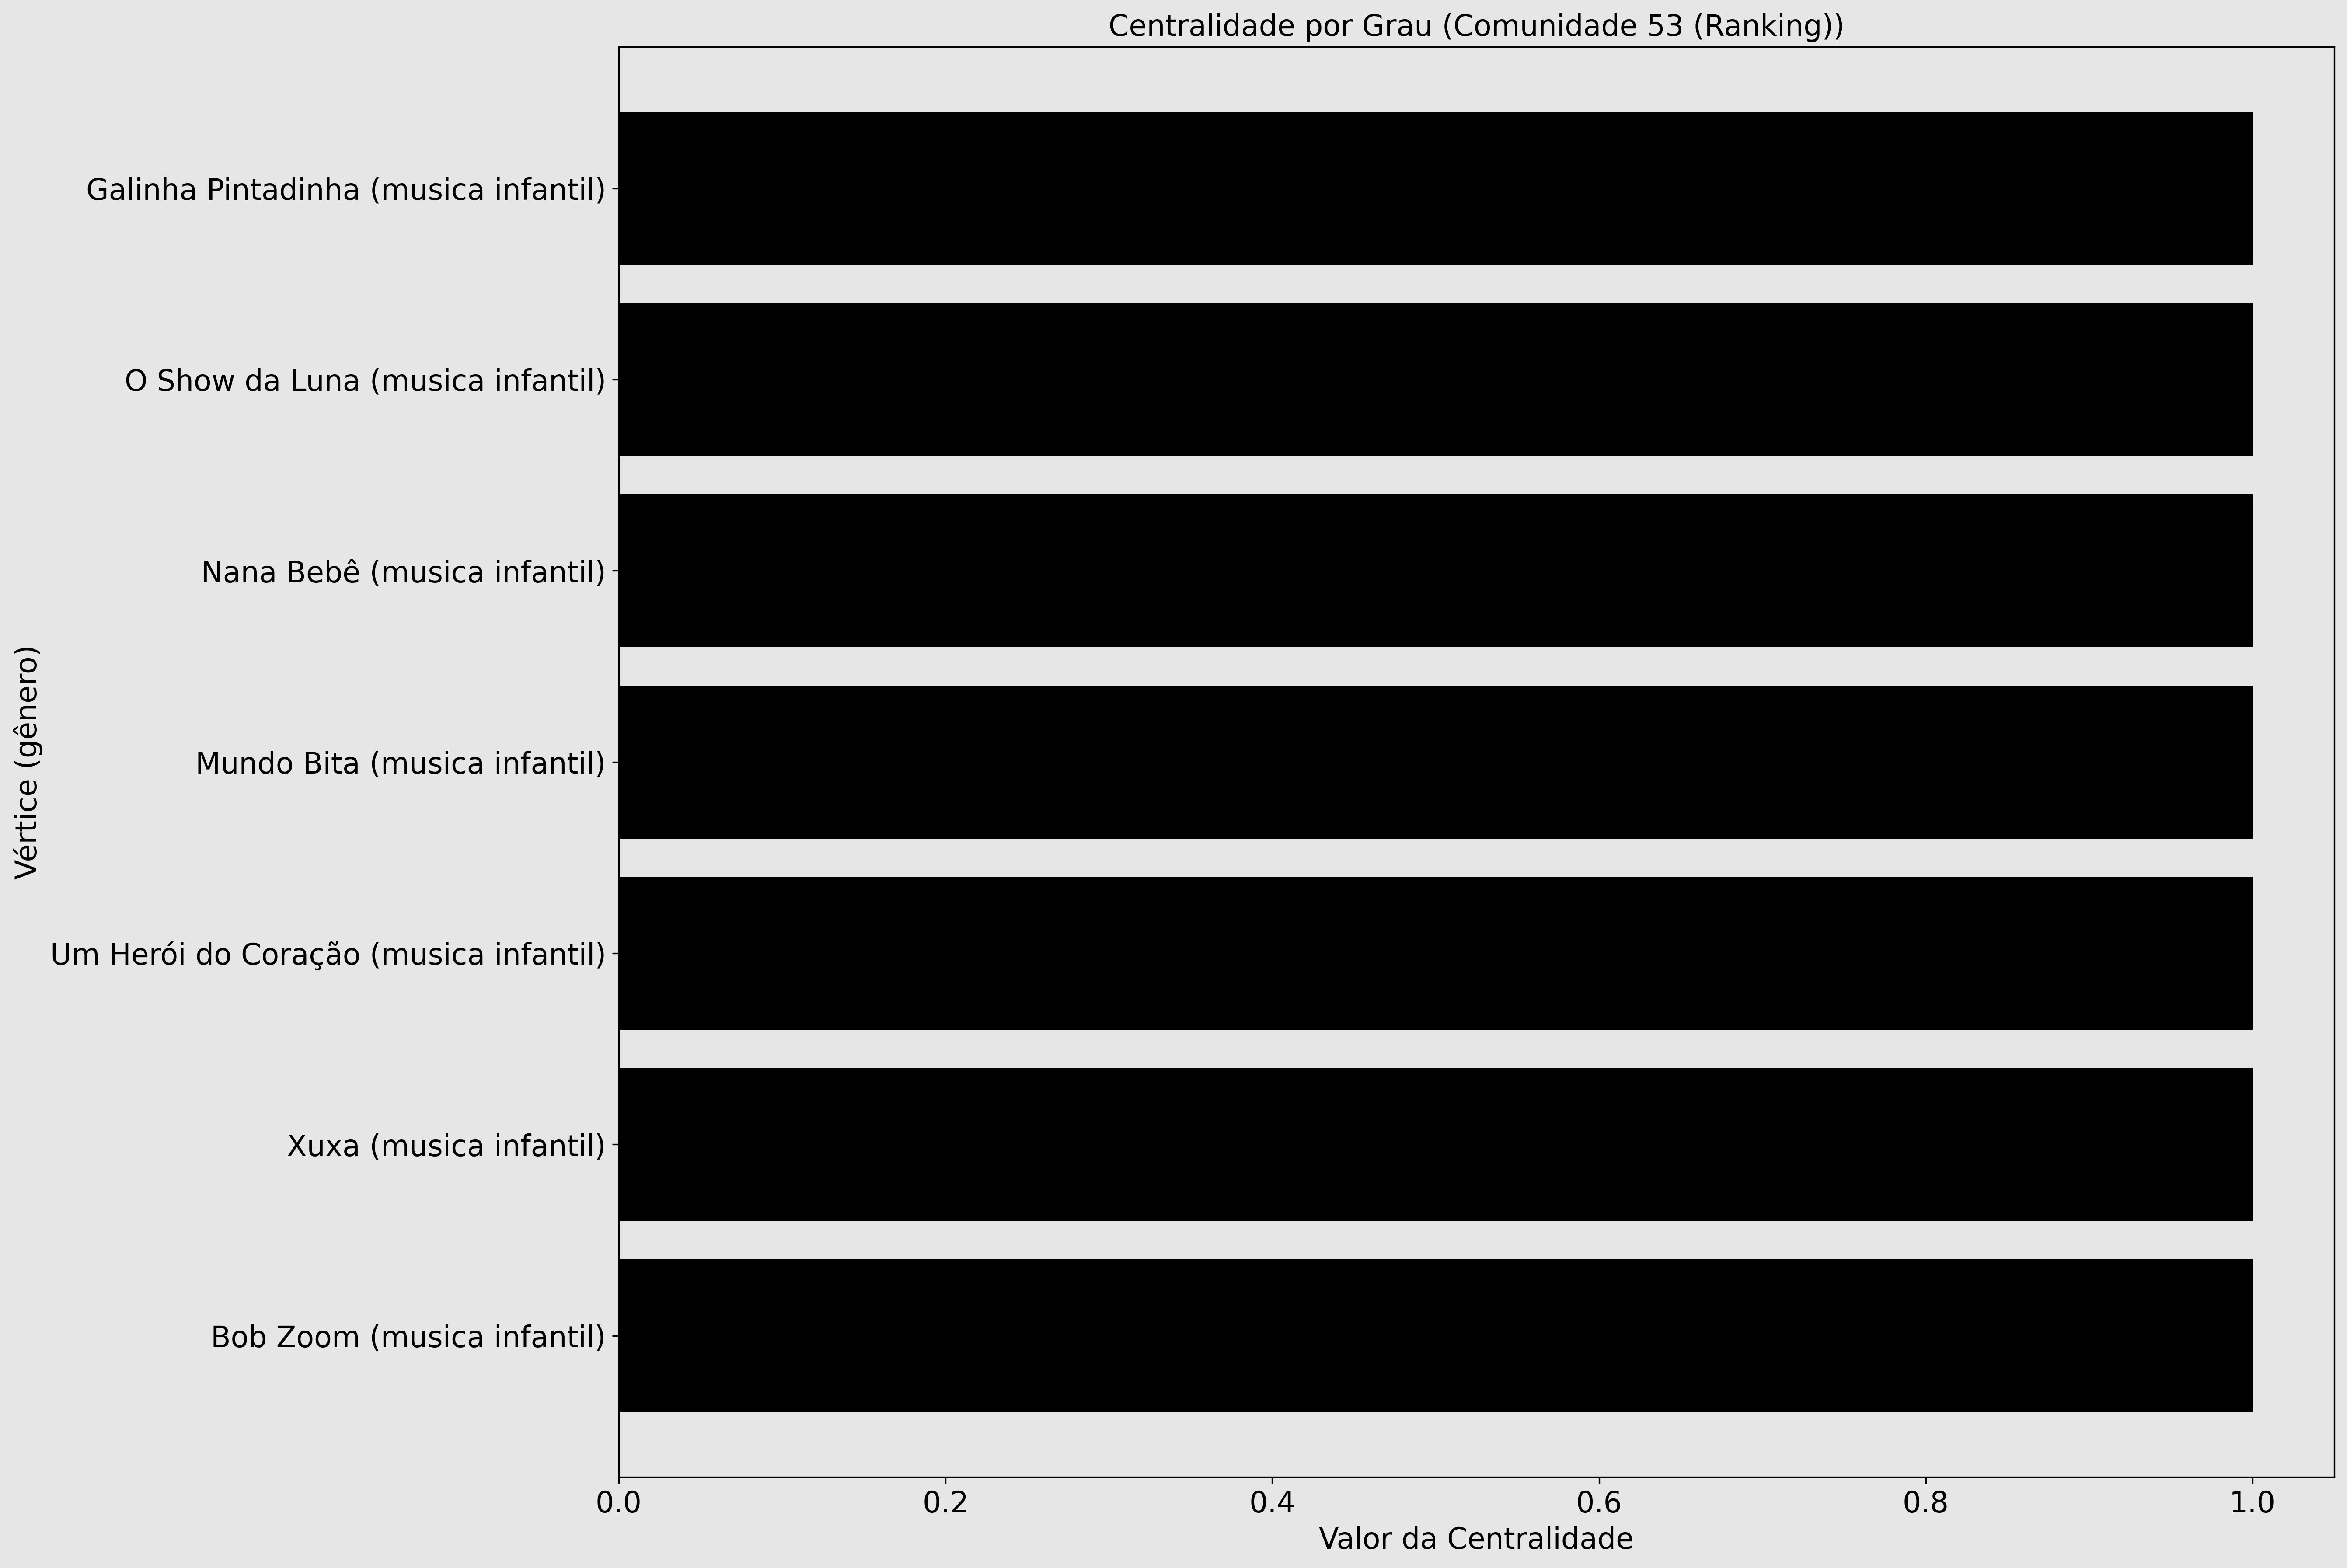 Centralidade por Grau (Comunidade 53 (Ranking))
Vértice (gênero)
Galinha Pintadinha (musica infantil)
O Show da Luna (musica infantil)
Nana Bebê (musica infantil)
Mundo Bita (musica infantil)
Um Herói do Coração (musica infantil)
Xuxa (musica infantil)
Bob Zoom (musica infantil)
0.0 0.2 0.4 0.6 0.8 1.0
Valor da Centralidade